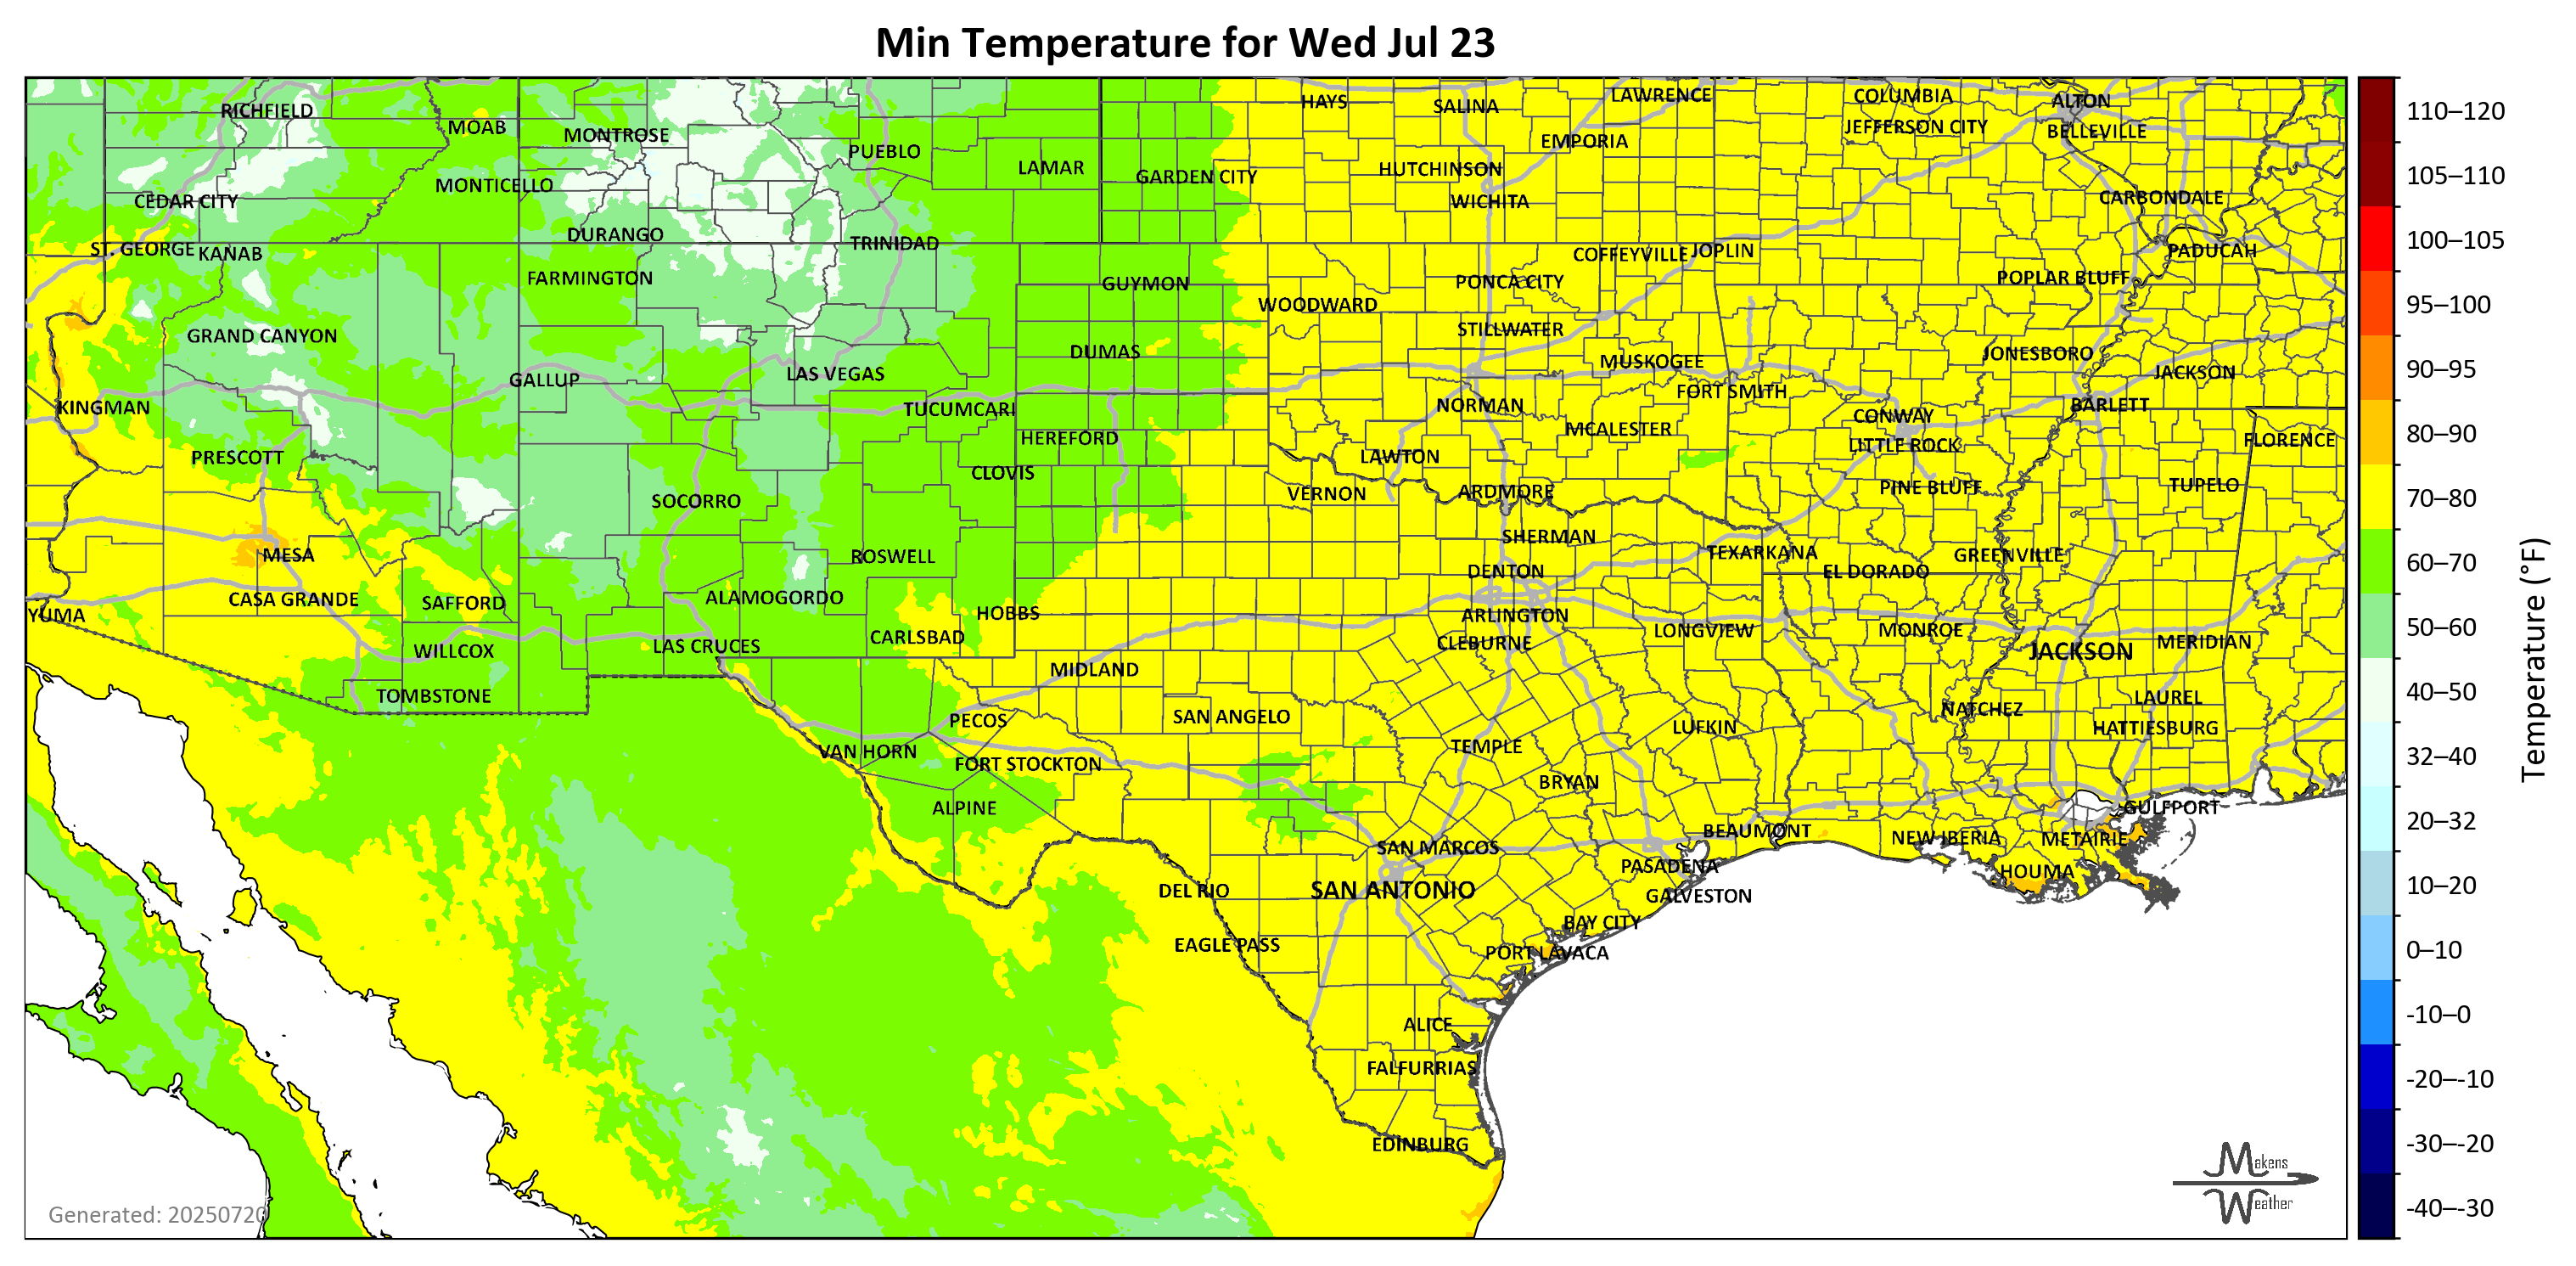 Min Temperature for Wed Jul 23
HAYS
SALINA
LAWRENCE
COLUMBIA
ALTON
RICHFIELD
MOAB
MONTROSE
EMPORIA
JEFFERSON CITY
BELLEVILLE
PUEBLO
LAMAR
GARDEN CITY
HUTCHINSON
MONTICELLO
CEDAR CITY
WICHITA
CARBONDALE
DURANGO
TRINIDAD
ST. GEORGE
KANAB
COFFEYVILLE
JOPLIN
PADUCAH
FARMINGTON
GUYMON
PONCA CITY
POPLAR BLUFF
WOODWARD
GRAND CANYON
STILLWATER
DUMAS
MUSKOGEE
JONESBORO
GALLUP
LAS VEGAS
FORT SMITH
JACKSON
KINGMAN
TUCUMCARI
NORMAN
CONWAY
BARLETT
HEREFORD
MCALESTER
LITTLE ROCK
FLORENCE
PRESCOTT
CLOVIS
LAWTON
SOCORRO
VERNON
ARDMORE
PINE BLUFF
TUPELO
MESA
ROSWELL
SHERMAN
TEXARKANA
GREENVILLE
DENTON
EL DORADO
CASA GRANDE
SAFFORD
ALAMOGORDO
HOBBS
ARLINGTON
YUMA
CARLSBAD
CLEBURNE
LONGVIEW
MONROE
MERIDIAN
WILLCOX
LAS CRUCES
MIDLAND
JACKSON
TOMBSTONE
PECOS
SAN ANGELO
LUFKIN
NATCHEZ
LAUREL
HATTIESBURG
VAN HORN
FORT STOCKTON
TEMPLE
BRYAN
ALPINE
GULFPORT
SAN MARCOS
BEAUMONT
NEW IBERIA
METAIRIE
DEL RIO
SAN ANTONIO
PASADENA
HOUMA
GALVESTON
EAGLE PASS
BAY CITY
PORT LAVACA
ALICE
FALFURRIAS
EDINBURG
Generated: 20250720
Makens
Weather
110–120
105–110
100–105
95–100
90–95
80–90
70–80
60–70
50–60
40–50
32–40
20–32
10–20
0–10
-10–0
-20–-10
-30–-20
-40–-30
Temperature (°F)